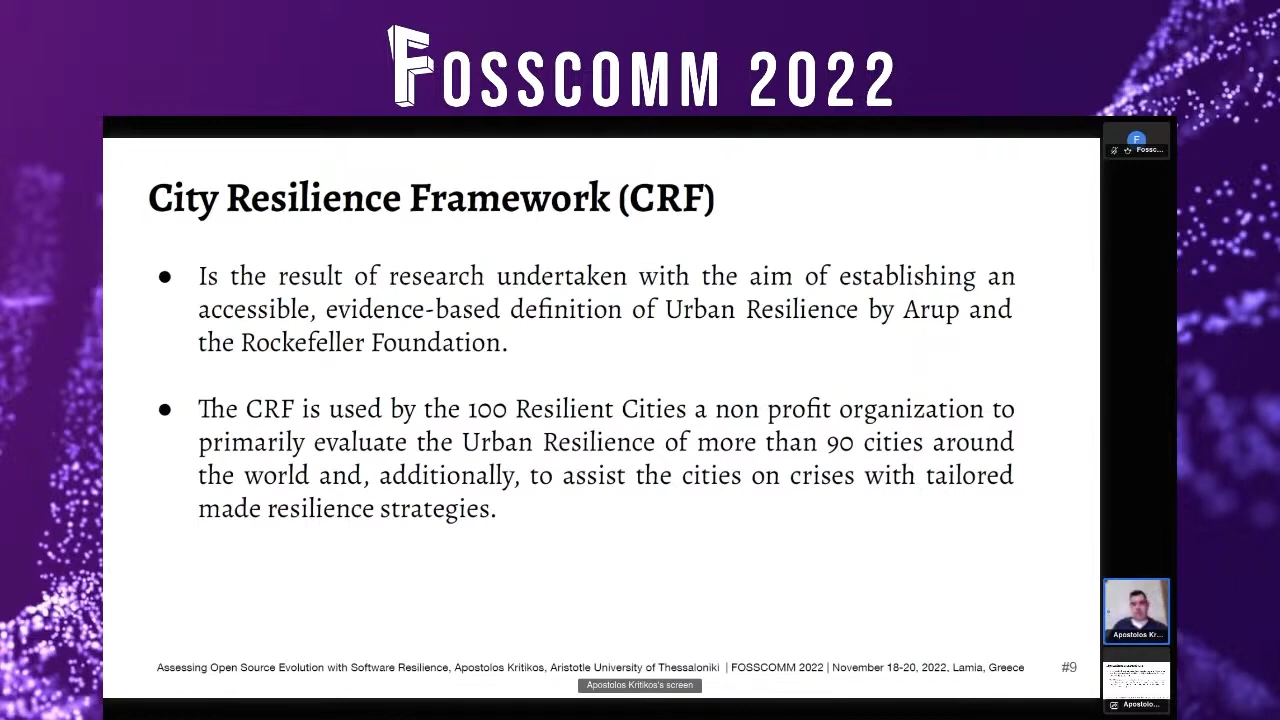 FOSSCOMM 2022
F
Fossc...
City Resilience Framework (CRF)
● Is the result of research undertaken with the aim of establishing an
accessible, evidence-based definition of Urban Resilience by Arup and
the Rockefeller Foundation.
● The CRF is used by the 100 Resilient Cities a non profit organization to
primarily evaluate the Urban Resilience of more than 90 cities around
the world and, additionally, to assist the cities on crises with tailored
made resilience strategies.
Apostolos Kr...
Assessing Open Source Evolution with Software Resilience, Apostolos Kritikos, Aristotle University of Thessaloniki | FOSSCOMM 2022 | November 18-20, 2022, Lamia, Greece #9
Apostolos Kritikos's screen
Apostolo...